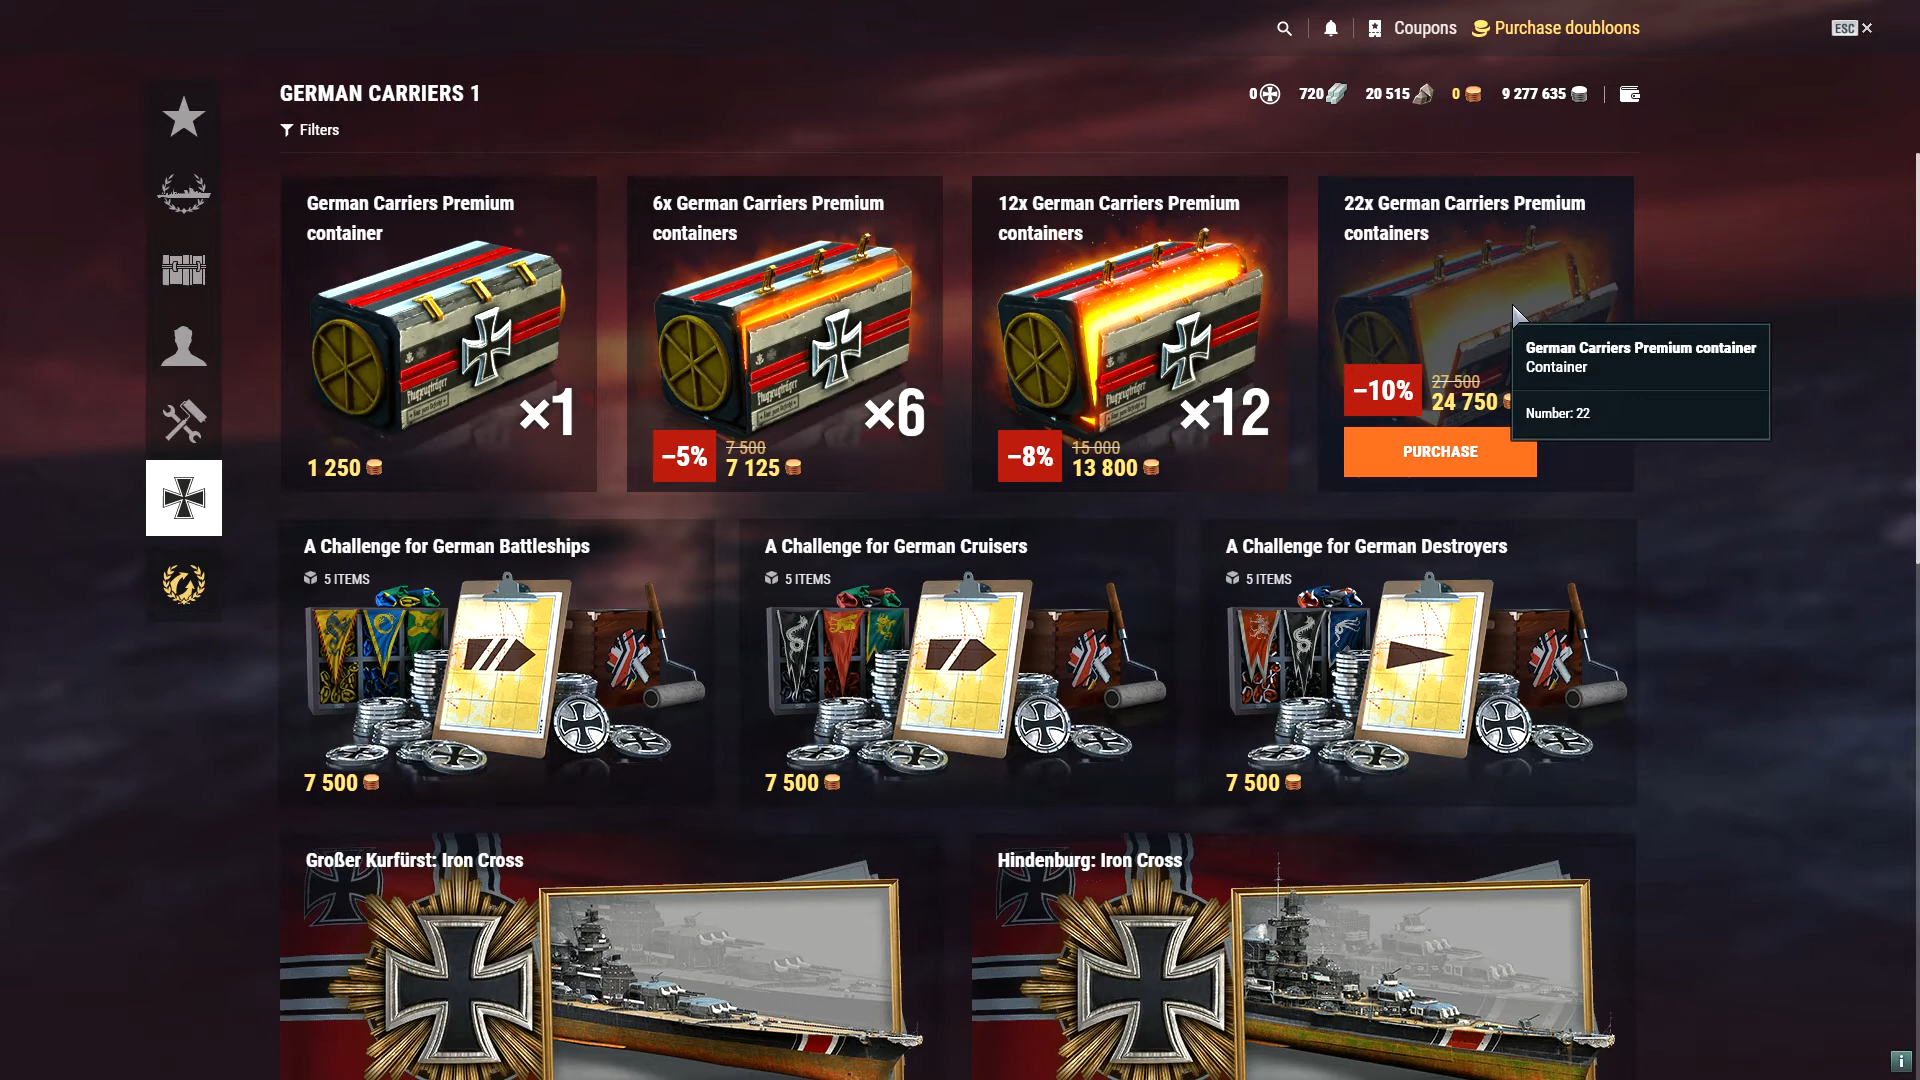 Coupons
Purchase doubloons
ESC
GERMAN CARRIERS 1
0
720
20 515
0
9 277 635
Filters
German Carriers Premium
container
×1
1 250
6x German Carriers Premium
containers
×6
–5%
7 500
7 125
12x German Carriers Premium
containers
×12
–8%
15 000
13 800
22x German Carriers Premium
containers
–10%
27 500
24 750
PURCHASE
German Carriers Premium container
Container
Number: 22
Flugzeugträger
Flugzeugträger
Flugzeugträger
A Challenge for German Battleships
5 ITEMS
7 500
A Challenge for German Cruisers
5 ITEMS
7 500
A Challenge for German Destroyers
5 ITEMS
7 500
Großer Kurfürst: Iron Cross
Hindenburg: Iron Cross